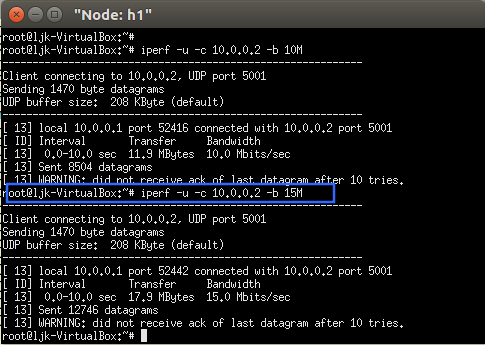 "Node: h1"
root@ljk-VirtualBox:~#
root@ljk-VirtualBox:~# iperf -u -c 10.0.0.2 -b 10M
------------------------------------------------------------
Client connecting to 10.0.0.2, UDP port 5001
Sending 1470 byte datagrams
UDP buffer size:  208 KByte (default)
------------------------------------------------------------
[ 13] local 10.0.0.1 port 52416 connected with 10.0.0.2 port 5001
[ ID] Interval       Transfer     Bandwidth
[ 13]  0.0-10.0 sec  11.9 MBytes  10.0 Mbits/sec
[ 13] Sent 8504 datagrams
[ 13] WARNING: did not receive ack of last datagram after 10 tries.
root@ljk-VirtualBox:~# iperf -u -c 10.0.0.2 -b 15M
------------------------------------------------------------
Client connecting to 10.0.0.2, UDP port 5001
Sending 1470 byte datagrams
UDP buffer size:  208 KByte (default)
------------------------------------------------------------
[ 13] local 10.0.0.1 port 52442 connected with 10.0.0.2 port 5001
[ ID] Interval       Transfer     Bandwidth
[ 13]  0.0-10.0 sec  17.9 MBytes  15.0 Mbits/sec
[ 13] Sent 12746 datagrams
[ 13] WARNING: did not receive ack of last datagram after 10 tries.
root@ljk-VirtualBox:~#